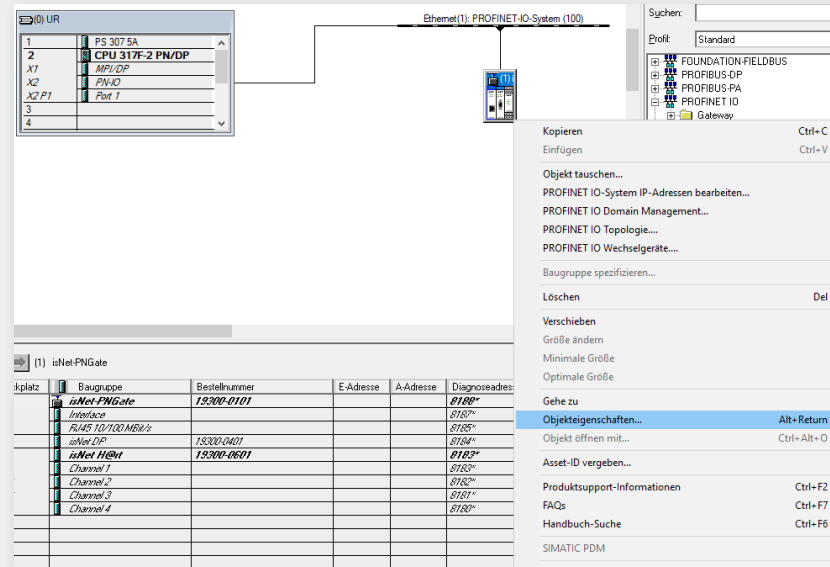 (0) UR
1 PS 307 5A
2 CPU 317F-2 PN/DP
X1 MPI/DP
X2 PN-IO
X2 P1 Port 1
3
4
Ethernet(1): PROFINET-IO-System (100)
(1)
Suchen:
Profil: Standard
FOUNDATION-FIELDBUS
PROFIBUS-DP
PROFIBUS-PA
PROFINET IO
Gateway
Kopieren Ctrl+C
Einfügen Ctrl+V
Objekt tauschen...
PROFINET IO-System IP-Adressen bearbeiten...
PROFINET IO Domain Management...
PROFINET IO Topologie....
PROFINET IO Wechselgeräte....
Baugruppe spezifizieren...
Löschen Del
Verschieben
Größe ändern
Minimale Größe
Optimale Größe
Gehe zu
Objekteigenschaften... Alt+Return
Objekt öffnen mit... Ctrl+Alt+O
Asset-ID vergeben...
Produktsupport-Informationen Ctrl+F2
FAQs Ctrl+F7
Handbuch-Suche Ctrl+F6
SIMATIC PDM
(1) isNet-PNGate
ckplatz Baugruppe Bestellnummer E-Adresse A-Adresse Diagnoseadres
isNet-PNGate 19300-0101 8188*
Interface 8187*
RJ45 10/100 MBit/s 8185*
isNet DP 19300-0401 8184*
isNet H@rt 19300-0601 8183*
Channel 1 8183*
Channel 2 8182*
Channel 3 8181*
Channel 4 8180*